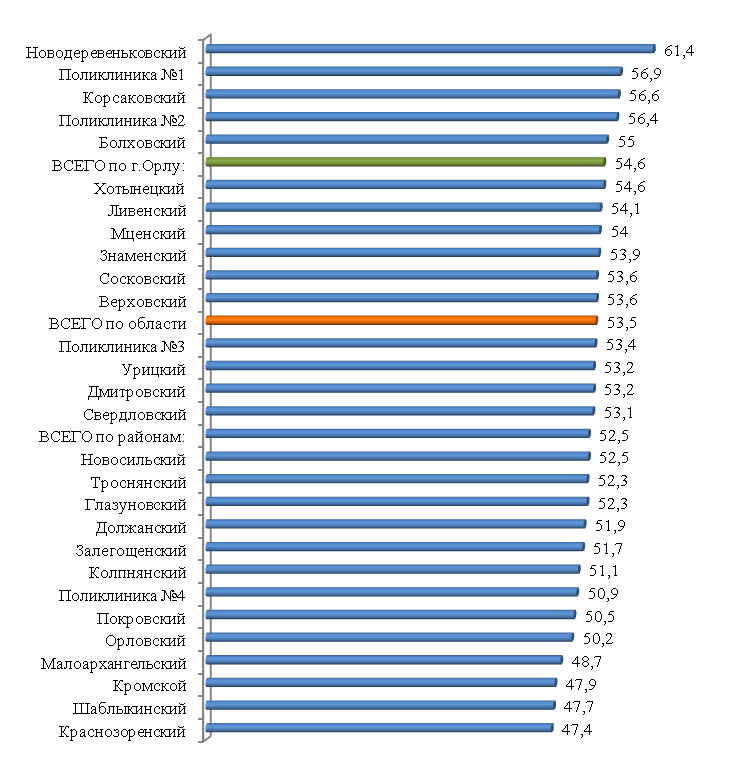 Новодеревеньковский 61,4
Поликлиника №1 56,9
Корсаковский 56,6
Поликлиника №2 56,4
Болховский 55
ВСЕГО по г.Орлу: 54,6
Хотынецкий 54,6
Ливенский 54,1
Мценский 54
Знаменский 53,9
Сосковский 53,6
Верховский 53,6
ВСЕГО по области 53,5
Поликлиника №3 53,4
Урицкий 53,2
Дмитровский 53,2
Свердловский 53,1
ВСЕГО по районам: 52,5
Новосильский 52,5
Троснянский 52,3
Глазуновский 52,3
Должанский 51,9
Залегощенский 51,7
Колпнянский 51,1
Поликлиника №4 50,9
Покровский 50,5
Орловский 50,2
Малоархангельский 48,7
Кромской 47,9
Шаблыкинский 47,7
Краснозоренский 47,4